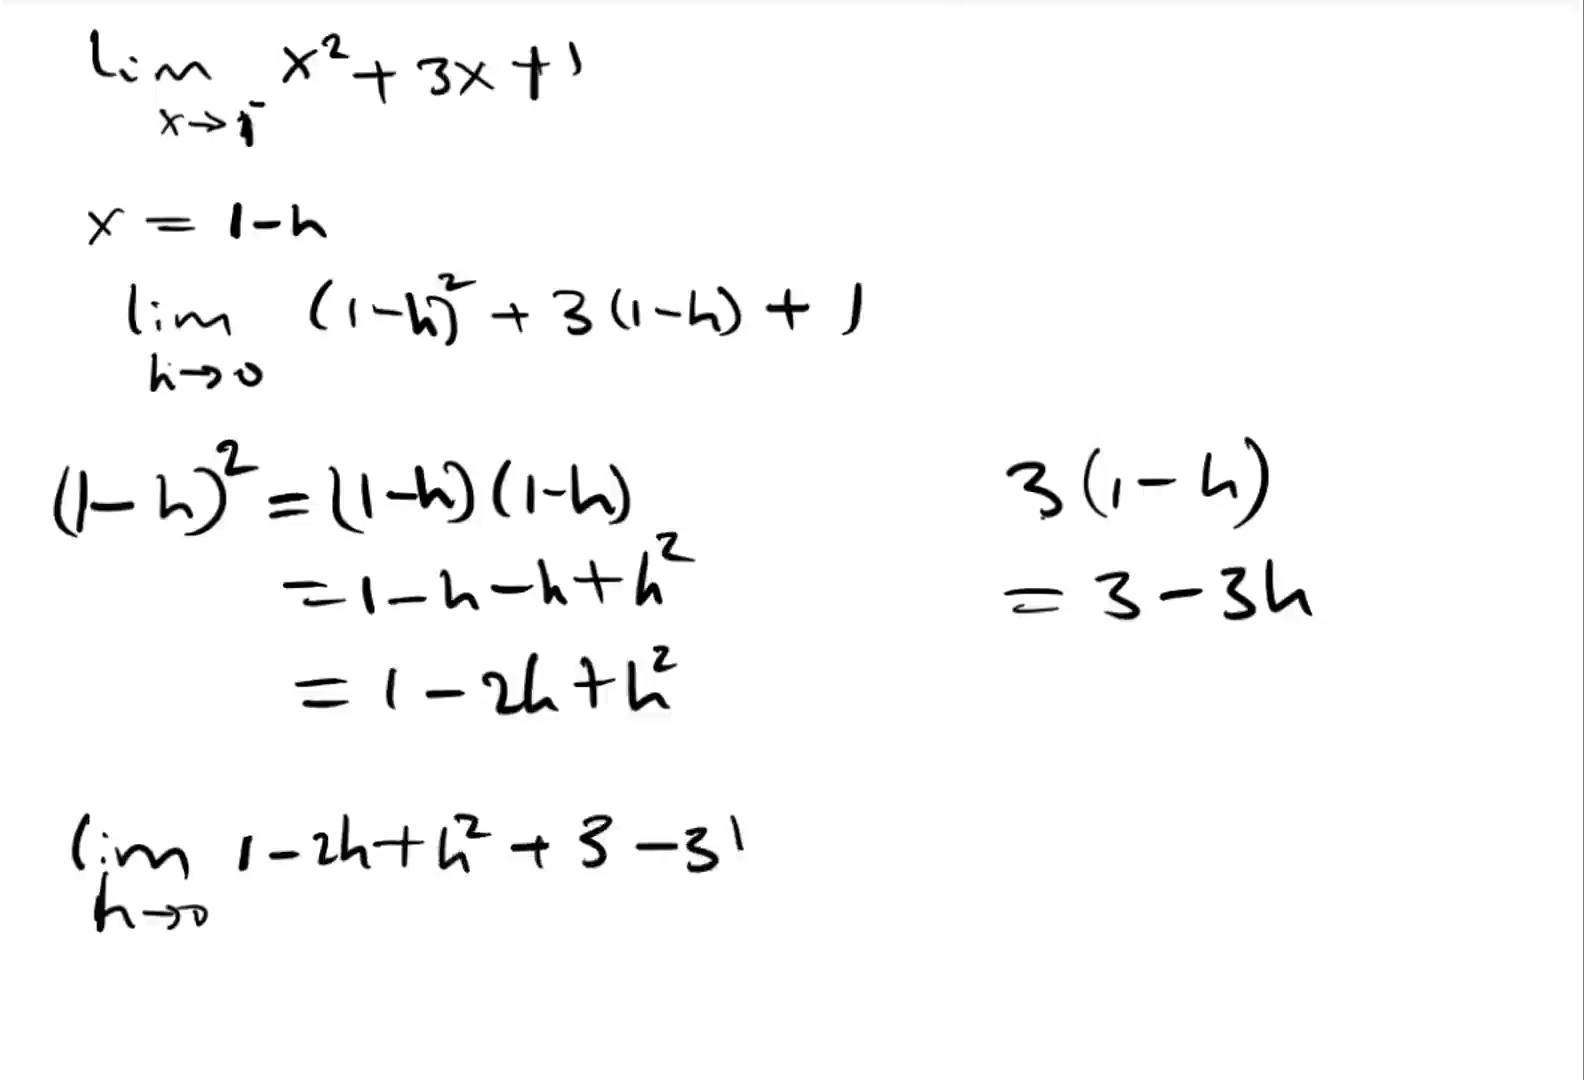 lim x² + 3x + 1
x→1⁻
x = 1-h
lim (1-h)² + 3(1-h) + 1
h→0
(1-h)² = (1-h)(1-h)
= 1-h-h+h²
= 1-2h+h²
3(1-h)
= 3-3h
lim 1-2h+h² + 3 -3
h→0